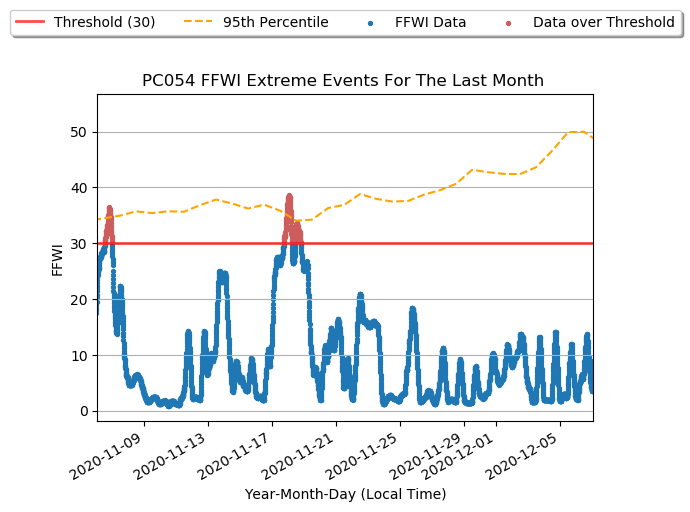 Threshold (30) 95th Percentile FFWI Data Data over Threshold
PC054 FFWI Extreme Events For The Last Month
50
40
30
20
10
0
FFWI
2020-11-09 2020-11-13 2020-11-17 2020-11-21 2020-11-25 2020-11-29 2020-12-01 2020-12-05
Year-Month-Day (Local Time)